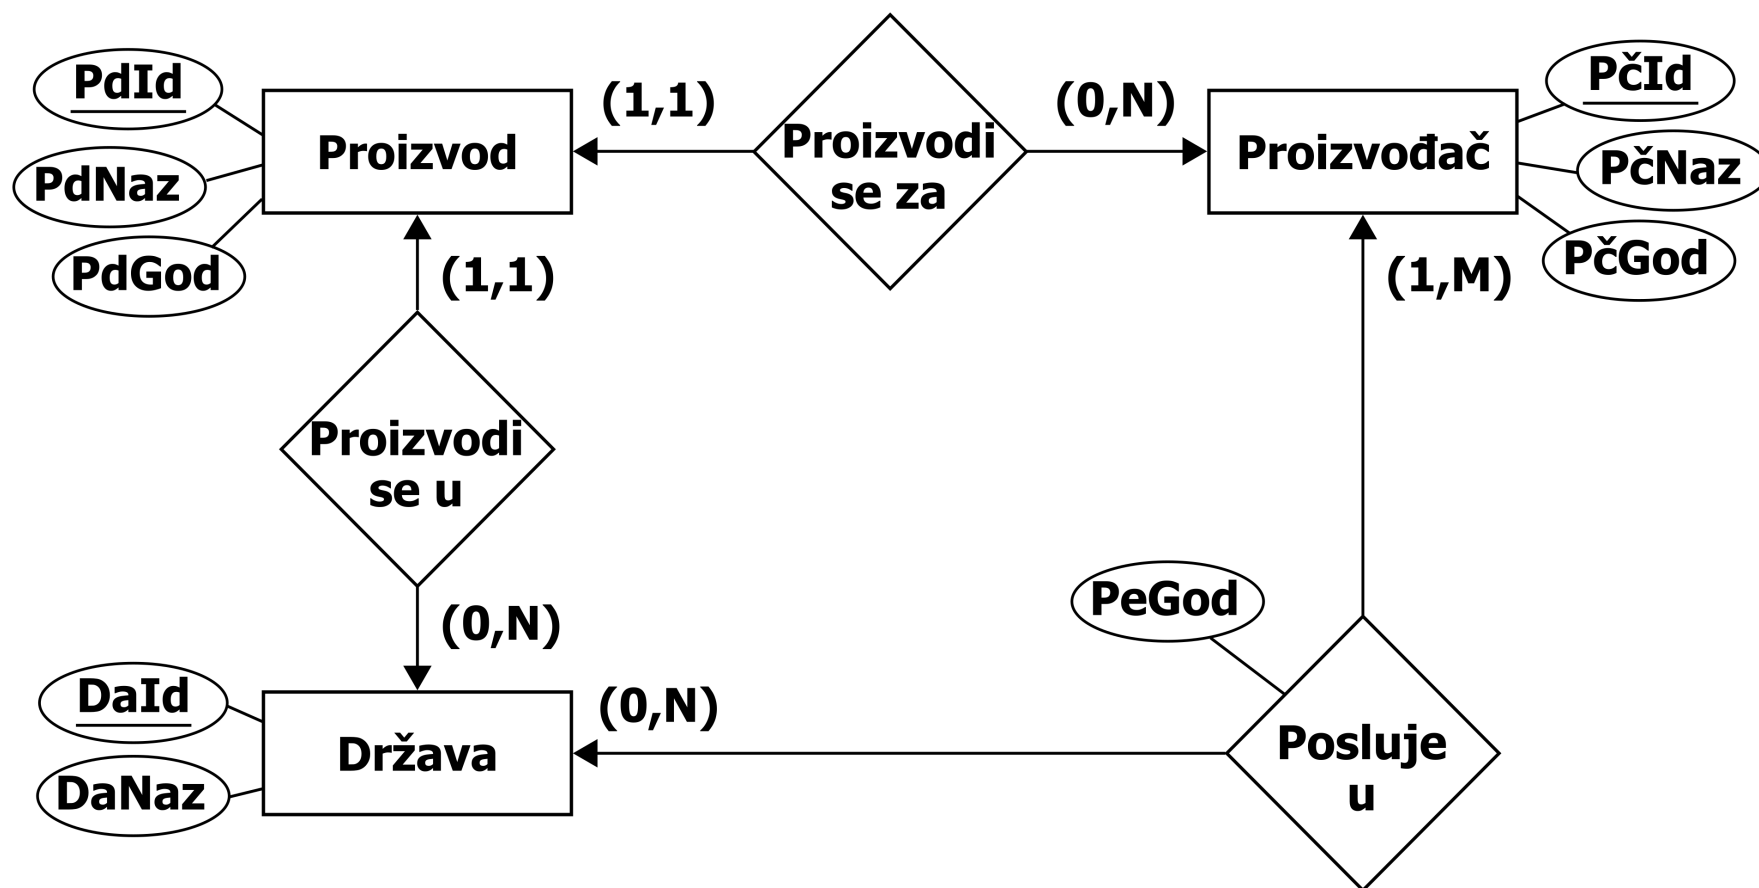 PdId
PdNaz
PdGod
Proizvod
(1,1)
Proizvodi
se za
(0,N)
Proizvođač
PčId
PčNaz
PčGod
(1,1)
(1,M)
Proizvodi
se u
(0,N)
PeGod
DaId
DaNaz
Država
(0,N)
Posluje
u